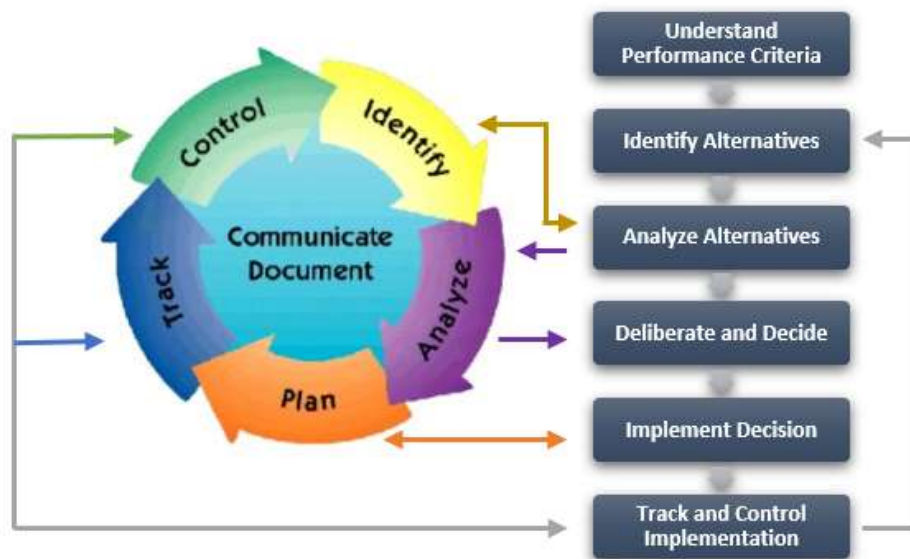 Control
Identify
Analyze
Plan
Track
Communicate
Document
Understand
Performance Criteria
Identify Alternatives
Analyze Alternatives
Deliberate and Decide
Implement Decision
Track and Control
Implementation